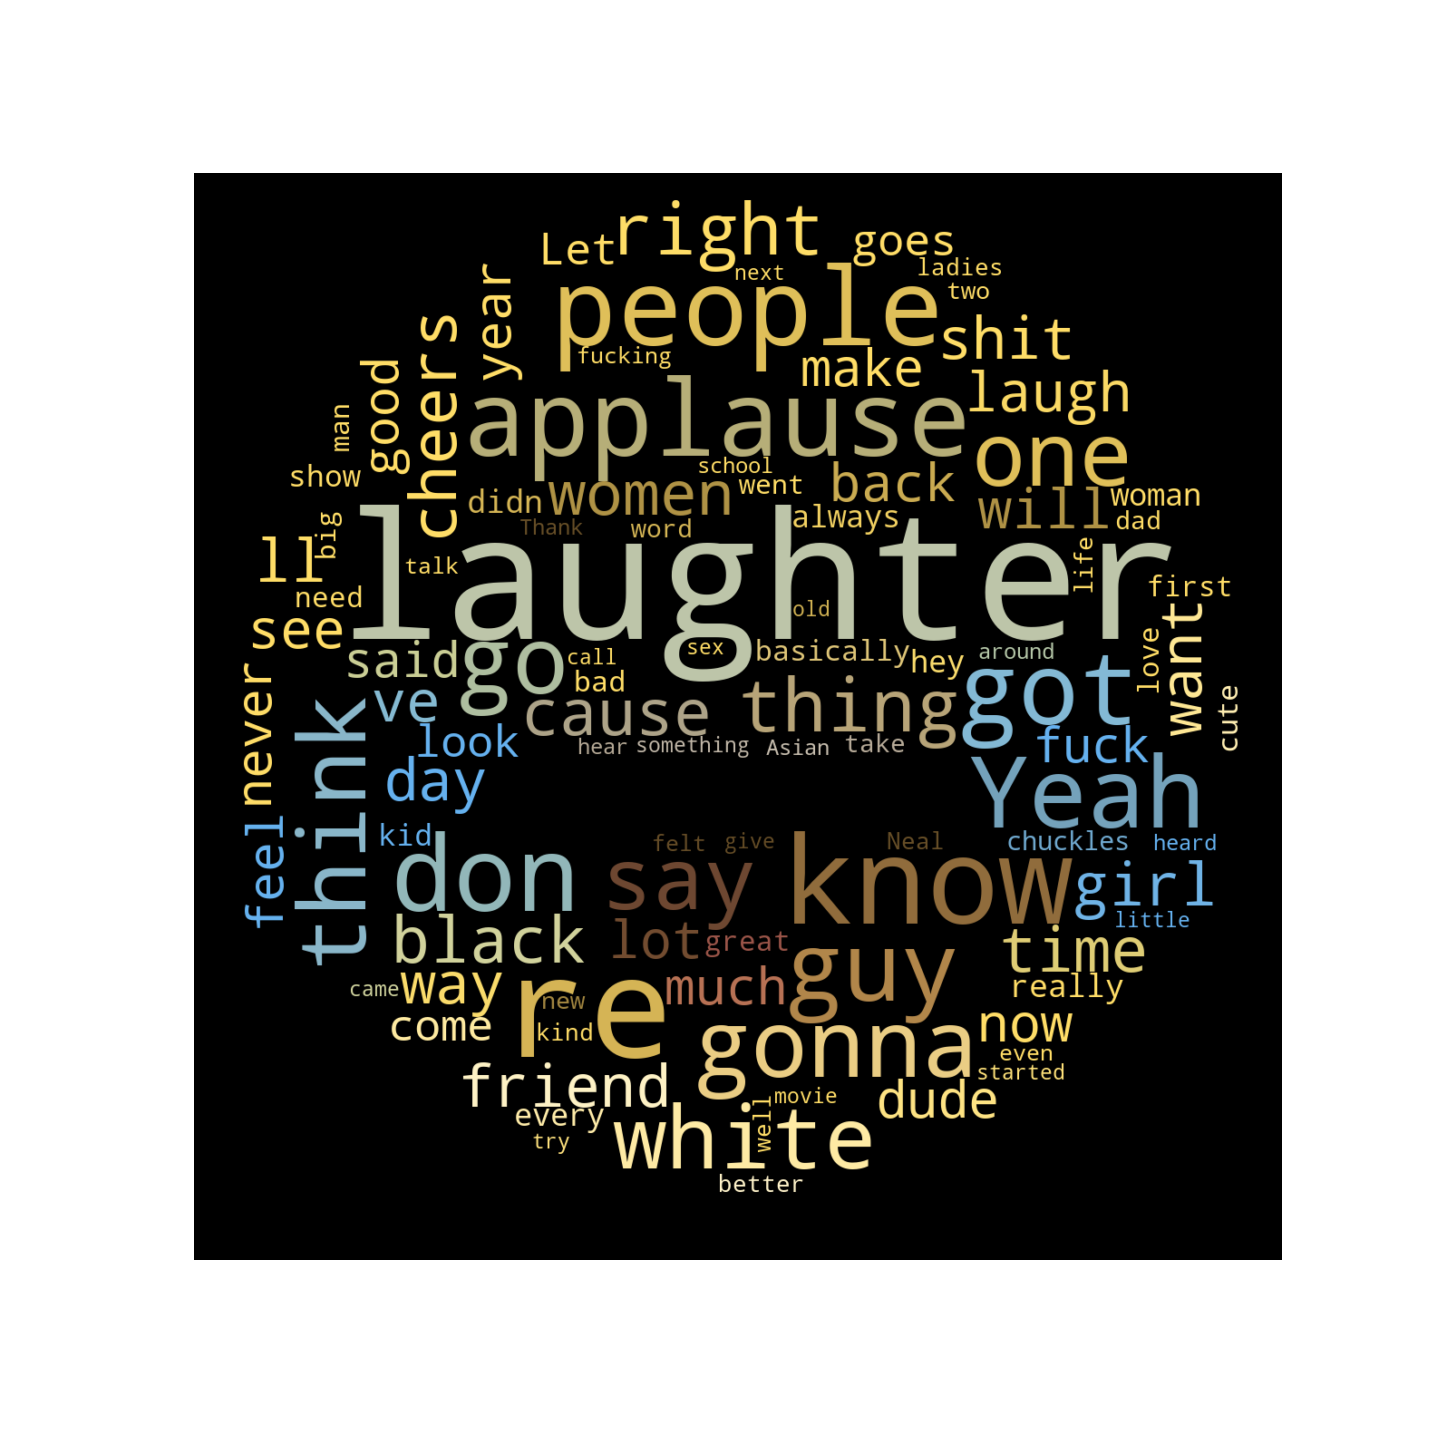 right
Let
goes
ladies
next
two
people
year
cheers
shit
fucking
make
good
laugh
applause
man
one
show
school
went
back
women
didn
will
woman
always
dad
Thank
word
big
ll
talk
laughter
life
first
need
old
see
want
love
said
go
call
sex
basically
hey
around
bad
never
ve
cause
thing
got
cute
think
look
hear
something
Asian
take
fuck
day
Yeah
kid
felt
give
Neal
chuckles
heard
feel
don
say
know
girl
little
black
lot
great
time
came
way
re
new
much
guy
really
come
kind
gonna
now
even
started
friend
movie
dude
every
well
try
white
better